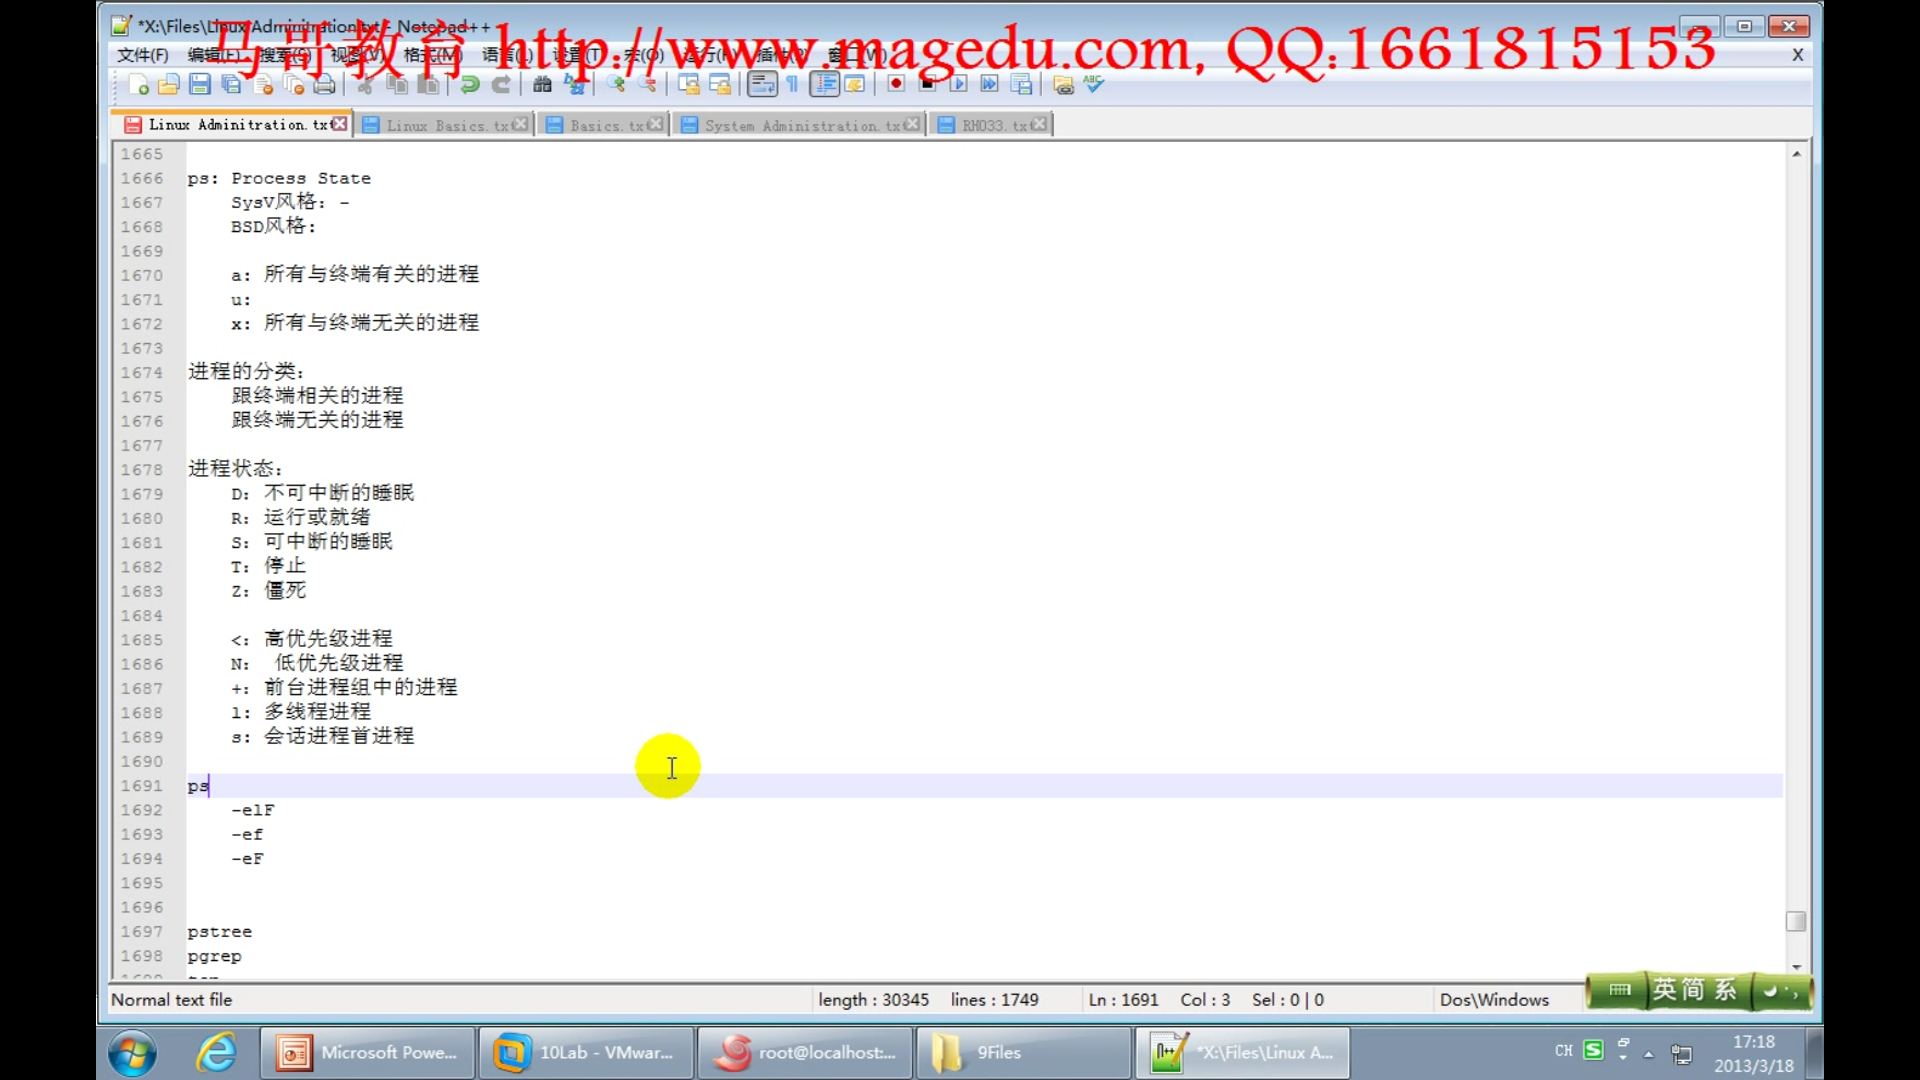 *X:\Files\Linux Adminitration.txt - Notepad++
马哥教育 http://www.magedu.com, QQ:1661815153
文件(F) 编辑(E) 搜索(S) 视图(V) 格式(M) 语言(L) 设置(T) 宏(O) 运行(R) 插件(P) 窗口(W) X
Linux Adminitration.txt Linux Basics.txt Basics.txt System Administration.txt RH033.txt
1665
1666 ps: Process State
1667 SysV风格: -
1668 BSD风格:
1669
1670 a: 所有与终端有关的进程
1671 u:
1672 x: 所有与终端无关的进程
1673
1674 进程的分类:
1675 跟终端相关的进程
1676 跟终端无关的进程
1677
1678 进程状态:
1679 D: 不可中断的睡眠
1680 R: 运行或就绪
1681 S: 可中断的睡眠
1682 T: 停止
1683 Z: 僵死
1684
1685 <: 高优先级进程
1686 N: 低优先级进程
1687 +: 前台进程组中的进程
1688 l: 多线程进程
1689 s: 会话进程首进程
1690
1691 ps
1692 -elF
1693 -ef
1694 -eF
1695
1696
1697 pstree
1698 pgrep
Normal text file length : 30345 lines : 1749 Ln : 1691 Col : 3 Sel : 0 | 0 Dos\Windows
英简系
Microsoft Powe... 10Lab - VMwar... root@localhost:... 9Files *X:\Files\Linux A... CH 17:18
2013/3/18